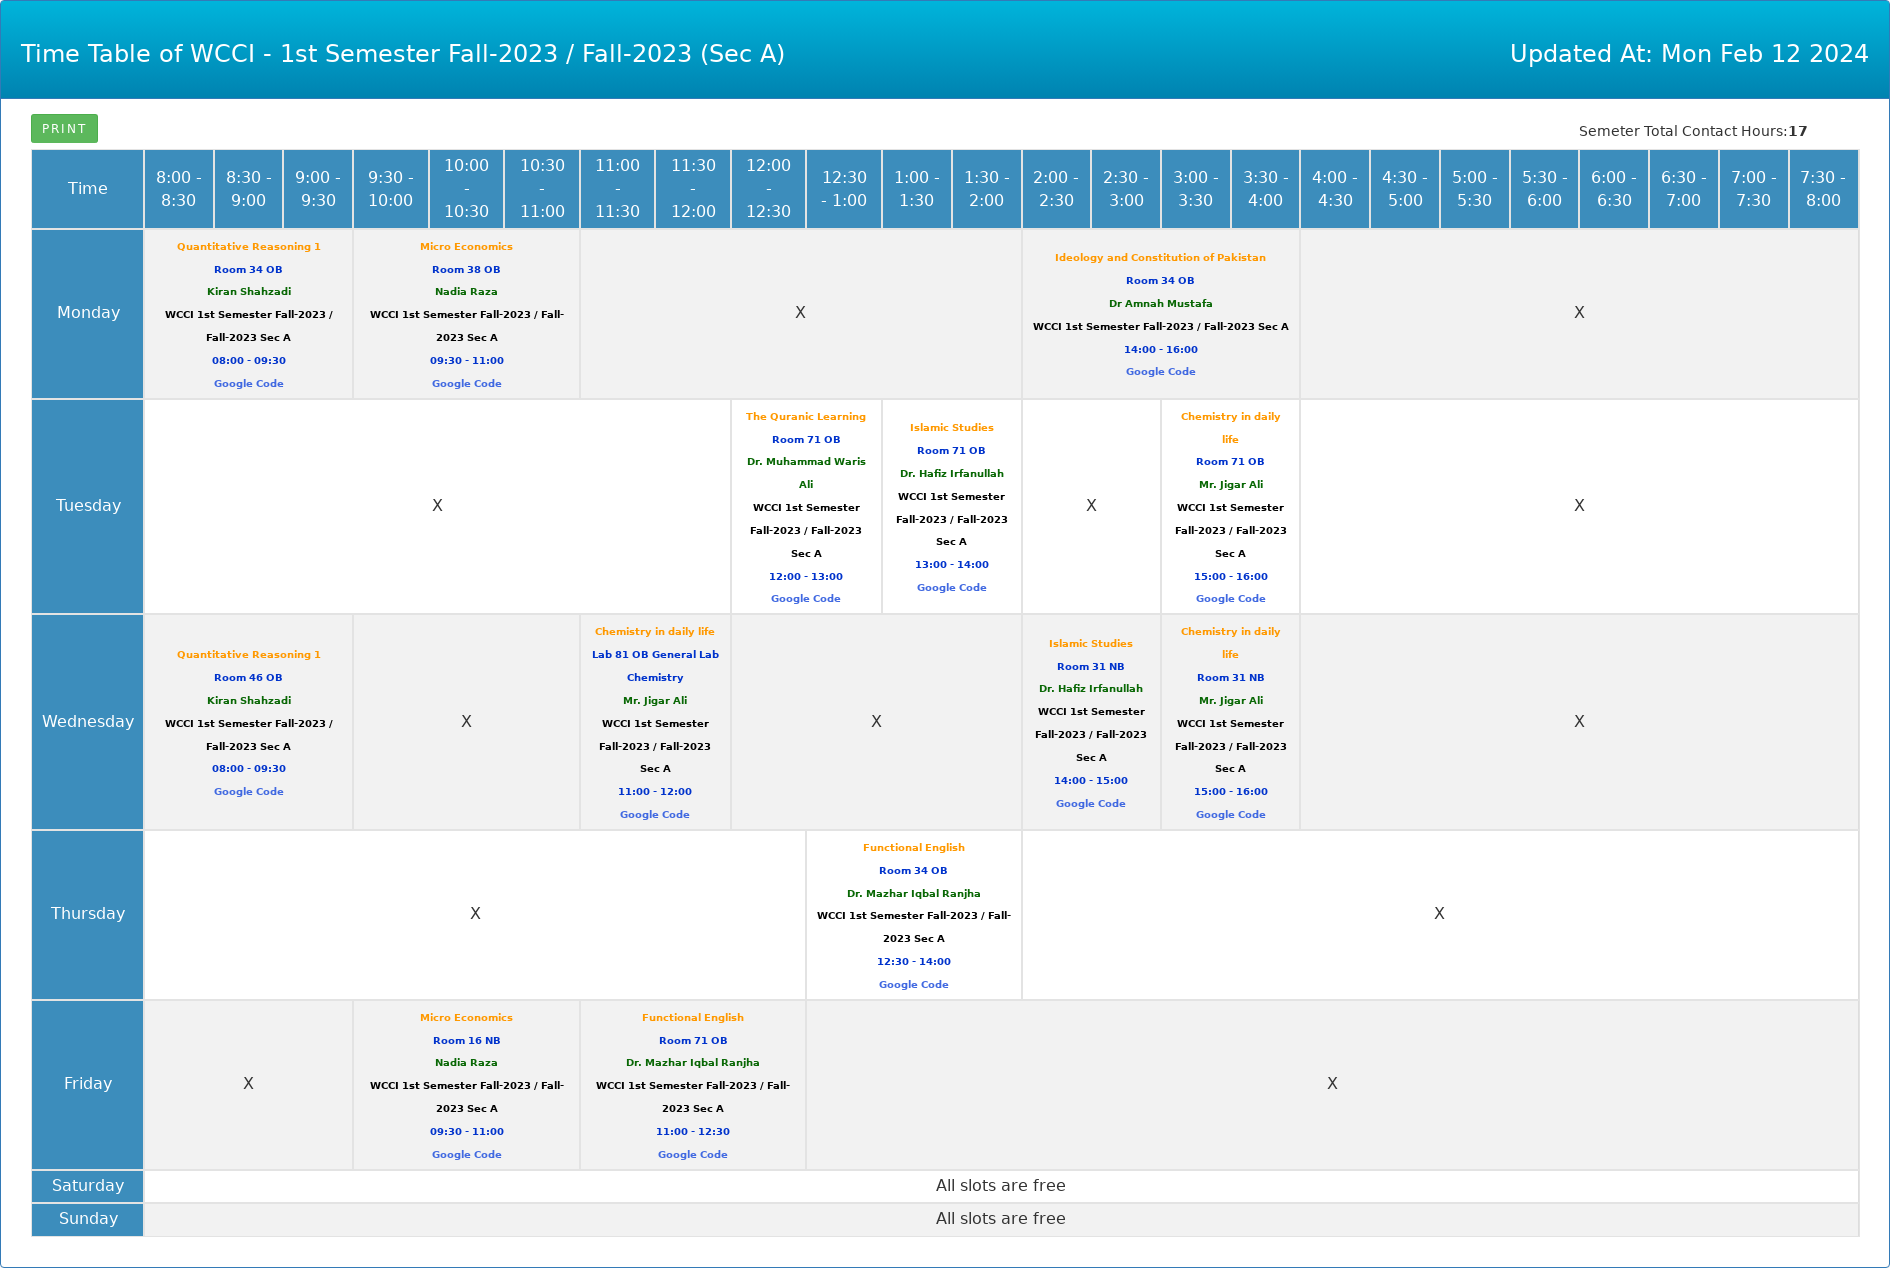 Time Table of WCCI - 1st Semester Fall-2023 / Fall-2023 (Sec A)
Updated At: Mon Feb 12 2024
PRINT
Semeter Total Contact Hours:17
Time
8:00 -
8:30
8:30 -
9:00
9:00 -
9:30
9:30 -
10:00
10:00
-
10:30
10:30
-
11:00
11:00
-
11:30
11:30
-
12:00
12:00
-
12:30
12:30
- 1:00
1:00 -
1:30
1:30 -
2:00
2:00 -
2:30
2:30 -
3:00
3:00 -
3:30
3:30 -
4:00
4:00 -
4:30
4:30 -
5:00
5:00 -
5:30
5:30 -
6:00
6:00 -
6:30
6:30 -
7:00
7:00 -
7:30
7:30 -
8:00
Monday
Quantitative Reasoning 1
Room 34 OB
Kiran Shahzadi
WCCI 1st Semester Fall-2023 /
Fall-2023 Sec A
08:00 - 09:30
Google Code
Micro Economics
Room 38 OB
Nadia Raza
WCCI 1st Semester Fall-2023 / Fall-
2023 Sec A
09:30 - 11:00
Google Code
X
Ideology and Constitution of Pakistan
Room 34 OB
Dr Amnah Mustafa
WCCI 1st Semester Fall-2023 / Fall-2023 Sec A
14:00 - 16:00
Google Code
X
Tuesday
X
The Quranic Learning
Room 71 OB
Dr. Muhammad Waris
Ali
WCCI 1st Semester
Fall-2023 / Fall-2023
Sec A
12:00 - 13:00
Google Code
Islamic Studies
Room 71 OB
Dr. Hafiz Irfanullah
WCCI 1st Semester
Fall-2023 / Fall-2023
Sec A
13:00 - 14:00
Google Code
X
Chemistry in daily
life
Room 71 OB
Mr. Jigar Ali
WCCI 1st Semester
Fall-2023 / Fall-2023
Sec A
15:00 - 16:00
Google Code
X
Wednesday
Quantitative Reasoning 1
Room 46 OB
Kiran Shahzadi
WCCI 1st Semester Fall-2023 /
Fall-2023 Sec A
08:00 - 09:30
Google Code
X
Chemistry in daily life
Lab 81 OB General Lab
Chemistry
Mr. Jigar Ali
WCCI 1st Semester
Fall-2023 / Fall-2023
Sec A
11:00 - 12:00
Google Code
X
Islamic Studies
Room 31 NB
Dr. Hafiz Irfanullah
WCCI 1st Semester
Fall-2023 / Fall-2023
Sec A
14:00 - 15:00
Google Code
Chemistry in daily
life
Room 31 NB
Mr. Jigar Ali
WCCI 1st Semester
Fall-2023 / Fall-2023
Sec A
15:00 - 16:00
Google Code
X
Thursday
X
Functional English
Room 34 OB
Dr. Mazhar Iqbal Ranjha
WCCI 1st Semester Fall-2023 / Fall-
2023 Sec A
12:30 - 14:00
Google Code
X
Friday
X
Micro Economics
Room 16 NB
Nadia Raza
WCCI 1st Semester Fall-2023 / Fall-
2023 Sec A
09:30 - 11:00
Google Code
Functional English
Room 71 OB
Dr. Mazhar Iqbal Ranjha
WCCI 1st Semester Fall-2023 / Fall-
2023 Sec A
11:00 - 12:30
Google Code
X
Saturday
All slots are free
Sunday
All slots are free